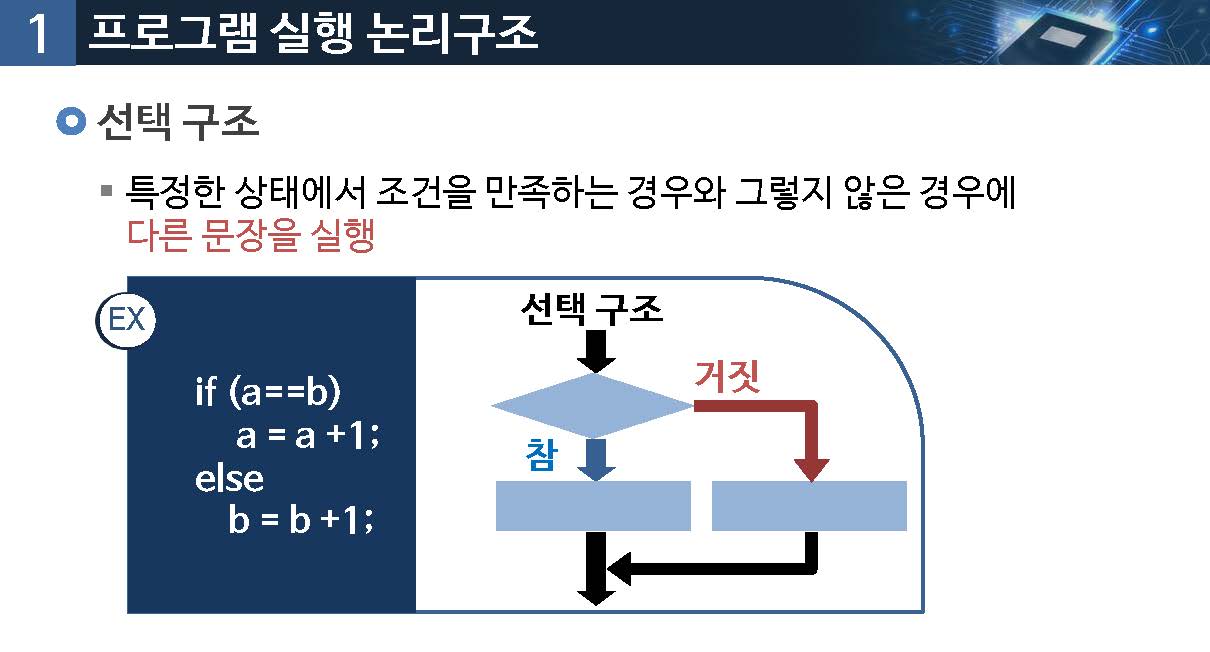 1 프로그램 실행 논리구조
선택 구조
특정한 상태에서 조건을 만족하는 경우와 그렇지 않은 경우에
다른 문장을 실행
EX
if (a==b)
a = a +1;
else
b = b +1;
선택 구조
거짓
참